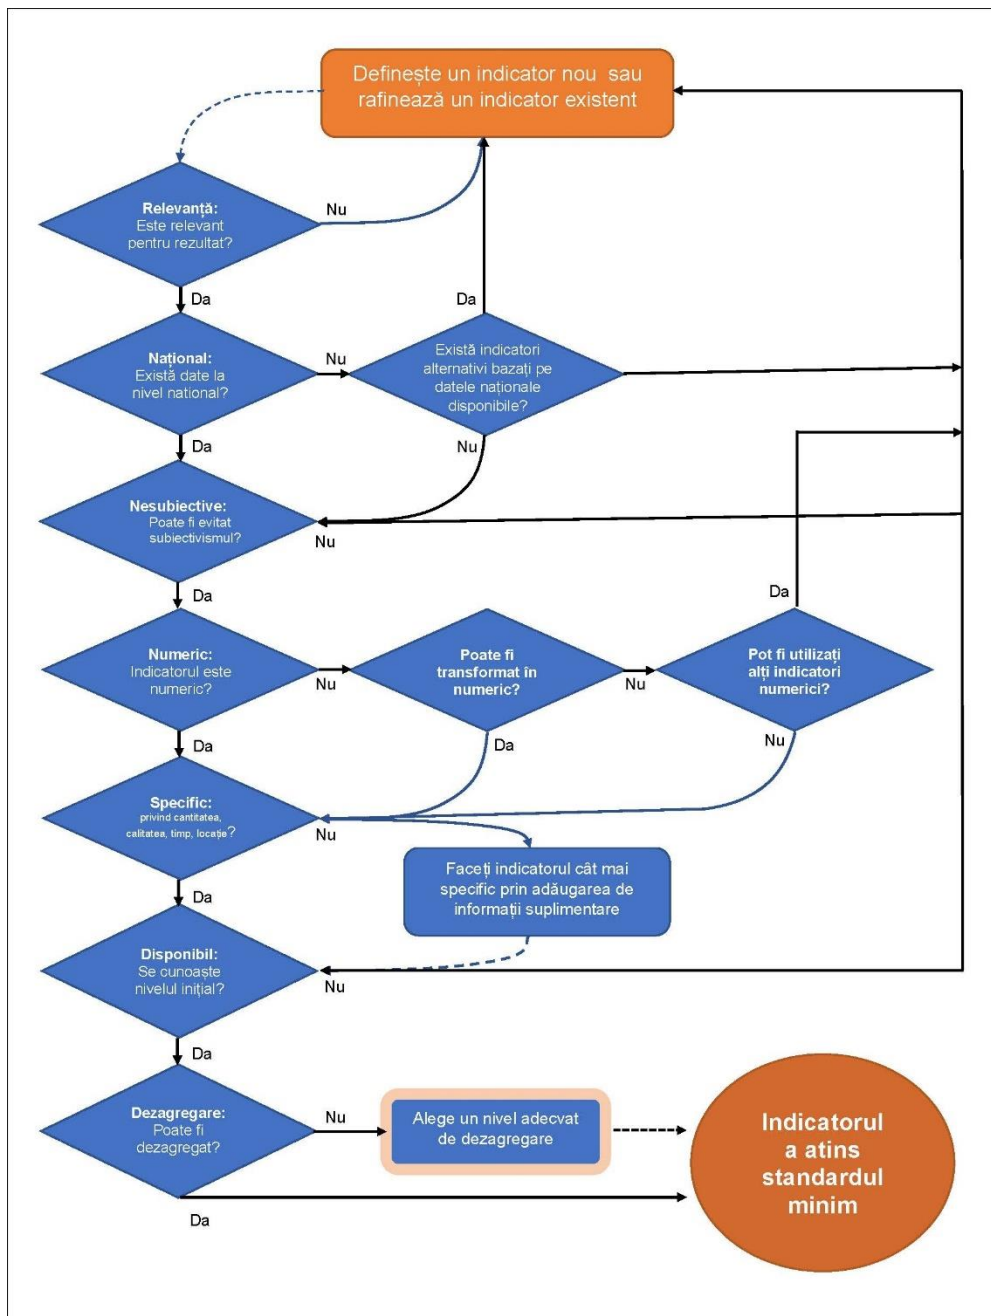 Definește un indicator nou sau
rafinează un indicator existent
Relevanță:
Este relevant
pentru rezultat?
Nu
Da
Național:
Există date la
nivel national?
Nu
Da
Există indicatori
alternativi bazați pe
datele naționale
disponibile?
Da
Nu
Nesubiective:
Poate fi evitat
subiectivismul?
Nu
Da
Numeric:
Indicatorul este
numeric?
Nu
Da
Poate fi
transformat în
numeric?
Nu
Da
Pot fi utilizați
alți indicatori
numerici?
Da
Nu
Specific:
privind cantitatea,
calitatea, timp, locație?
Nu
Da
Faceți indicatorul cât mai
specific prin adăugarea de
informații suplimentare
Disponibil:
Se cunoaște
nivelul inițial?
Nu
Da
Dezagregare:
Poate fi
dezagregat?
Nu
Da
Alege un nivel adecvat
de dezagregare
Indicatorul
a atins
standardul
minim